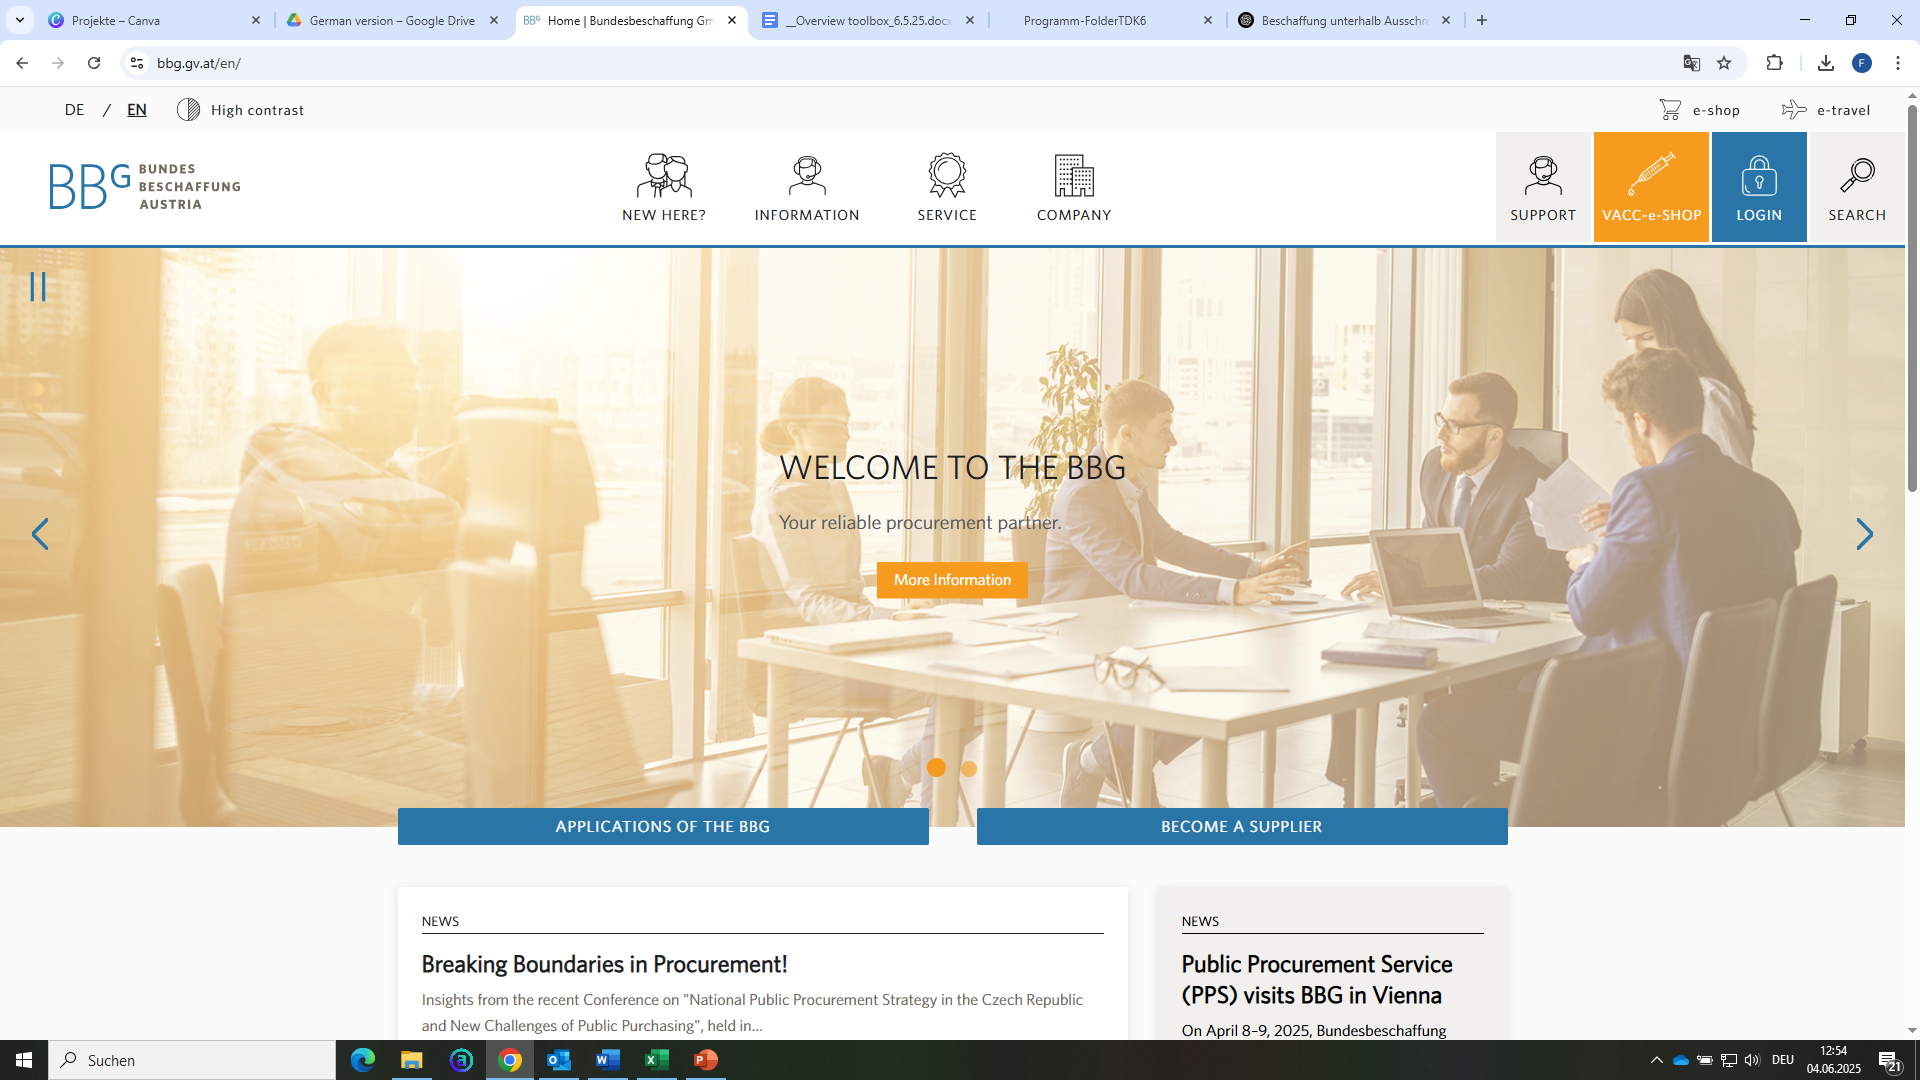 Projekte – Canva
German version – Google Drive
BBG Home | Bundesbeschaffung Gm
__Overview toolbox_6.5.25.docx
Programm-FolderTDK6
Beschaffung unterhalb Ausschre
bbg.gv.at/en/
F
DE / EN High contrast
e-shop e-travel
BBG BUNDES
BESCHAFFUNG
AUSTRIA
NEW HERE? INFORMATION SERVICE COMPANY
SUPPORT VACC-e-SHOP LOGIN SEARCH
WELCOME TO THE BBG
Your reliable procurement partner.
More Information
APPLICATIONS OF THE BBG
BECOME A SUPPLIER
NEWS
Breaking Boundaries in Procurement!
Insights from the recent Conference on "National Public Procurement Strategy in the Czech Republic
and New Challenges of Public Purchasing", held in...
NEWS
Public Procurement Service
(PPS) visits BBG in Vienna
On April 8–9, 2025, Bundesbeschaffung
Suchen
DEU
12:54
04.06.2025
21